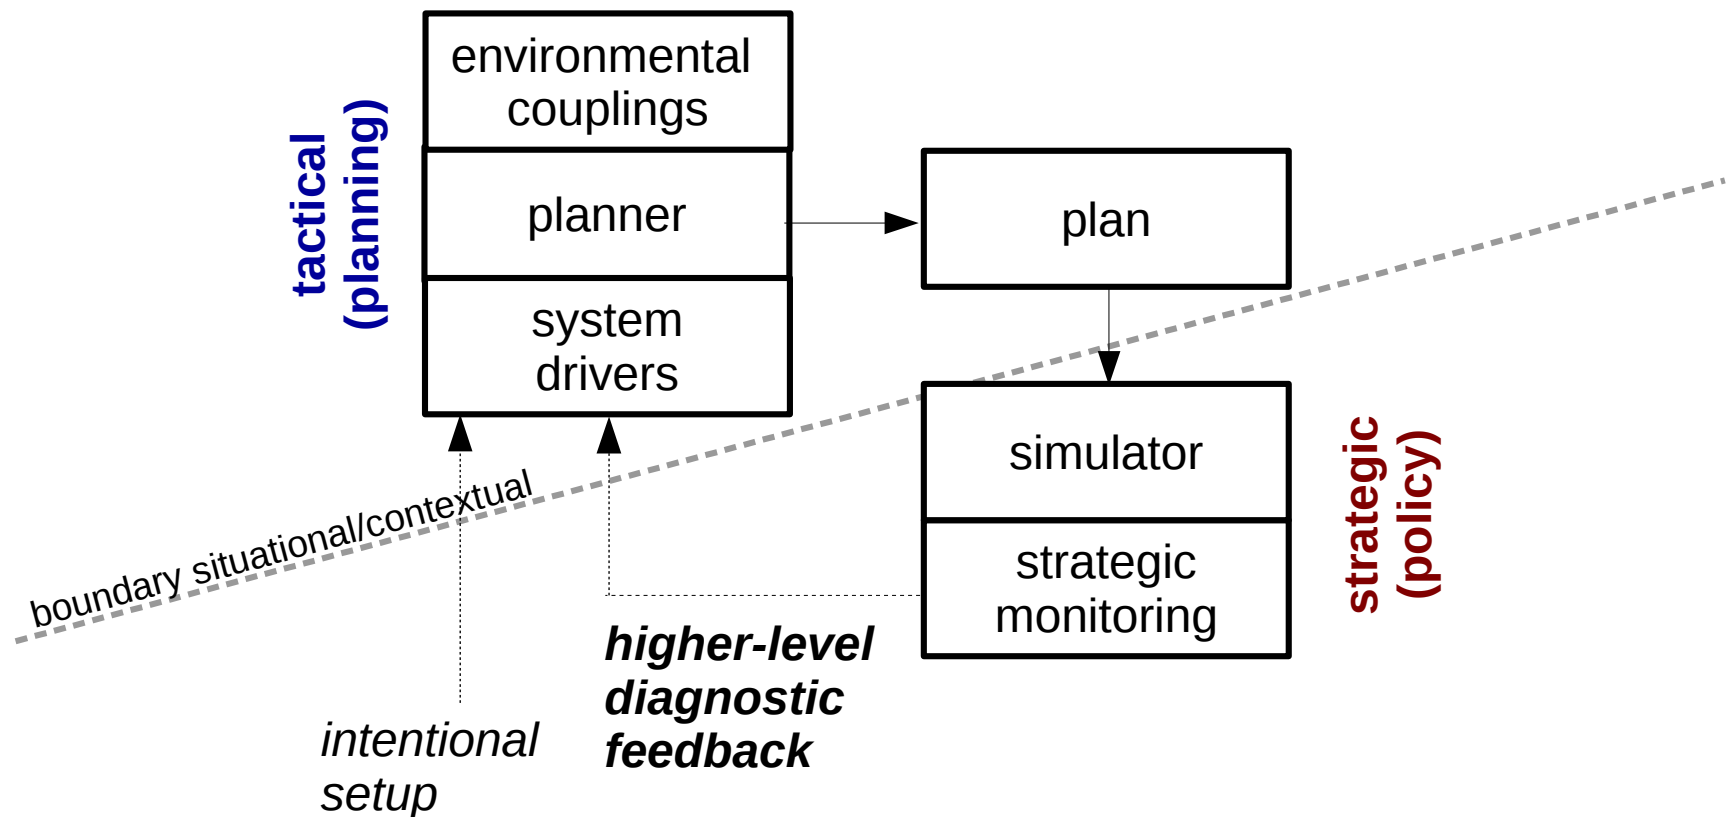 environmental
couplings
tactical
(planning)
planner
plan
system
drivers
simulator
strategic
(policy)
boundary situational/contextual
strategic
monitoring
higher-level
diagnostic
feedback
intentional
setup